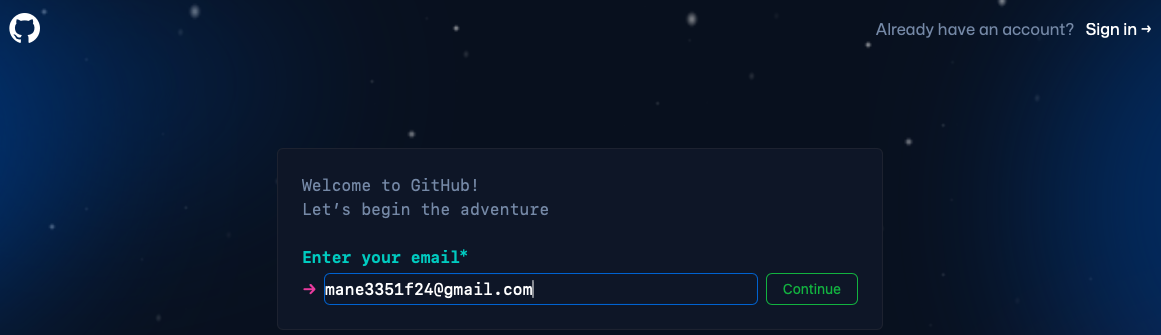 Already have an account? Sign in →
Welcome to GitHub!
Let's begin the adventure
Enter your email*
→ mane3351f24@gmail.com Continue